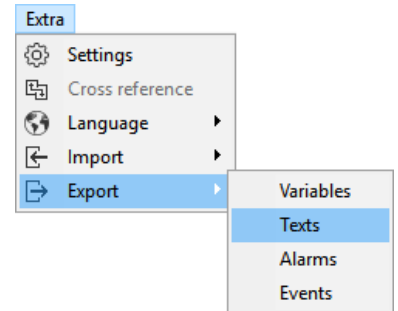 Extra
Settings
Cross reference
Language
Import
Export
Variables
Texts
Alarms
Events